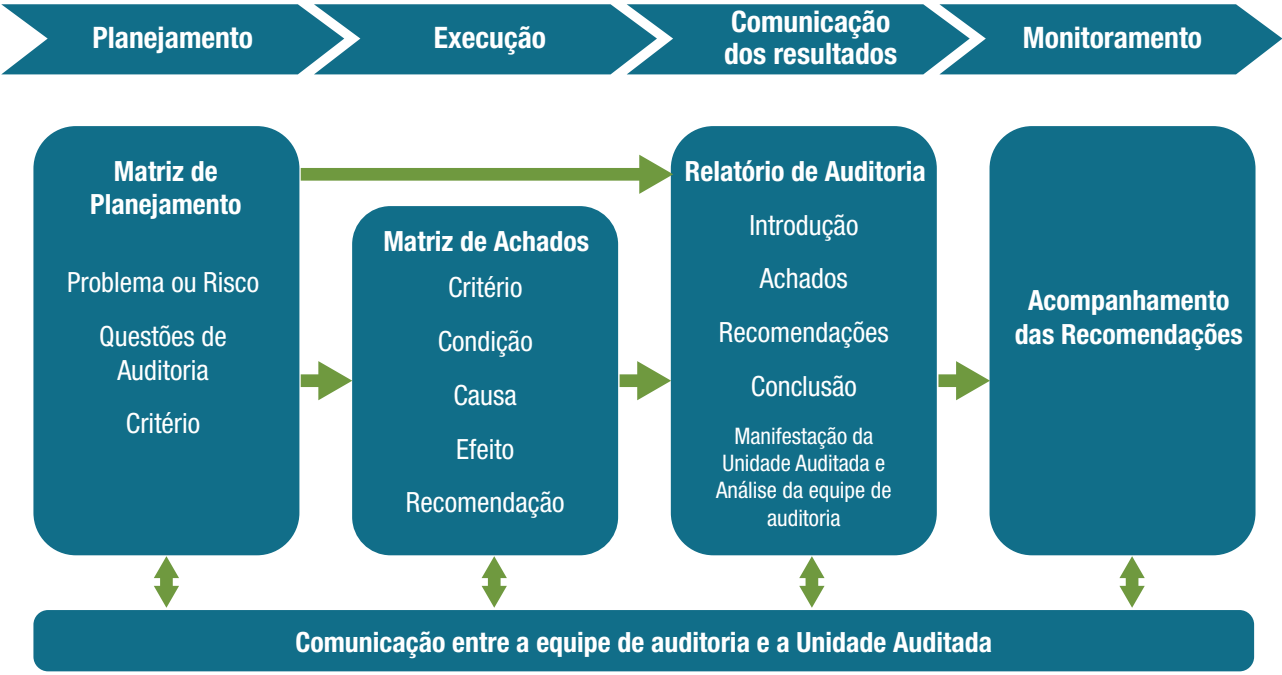 Planejamento
Execução
Comunicação
dos resultados
Monitoramento
Matriz de
Planejamento
Problema ou Risco
Questões de
Auditoria
Critério
Matriz de Achados
Critério
Condição
Causa
Efeito
Recomendação
Relatório de Auditoria
Introdução
Achados
Recomendações
Conclusão
Manifestação da
Unidade Auditada e
Análise da equipe de
auditoria
Acompanhamento
das Recomendações
Comunicação entre a equipe de auditoria e a Unidade Auditada